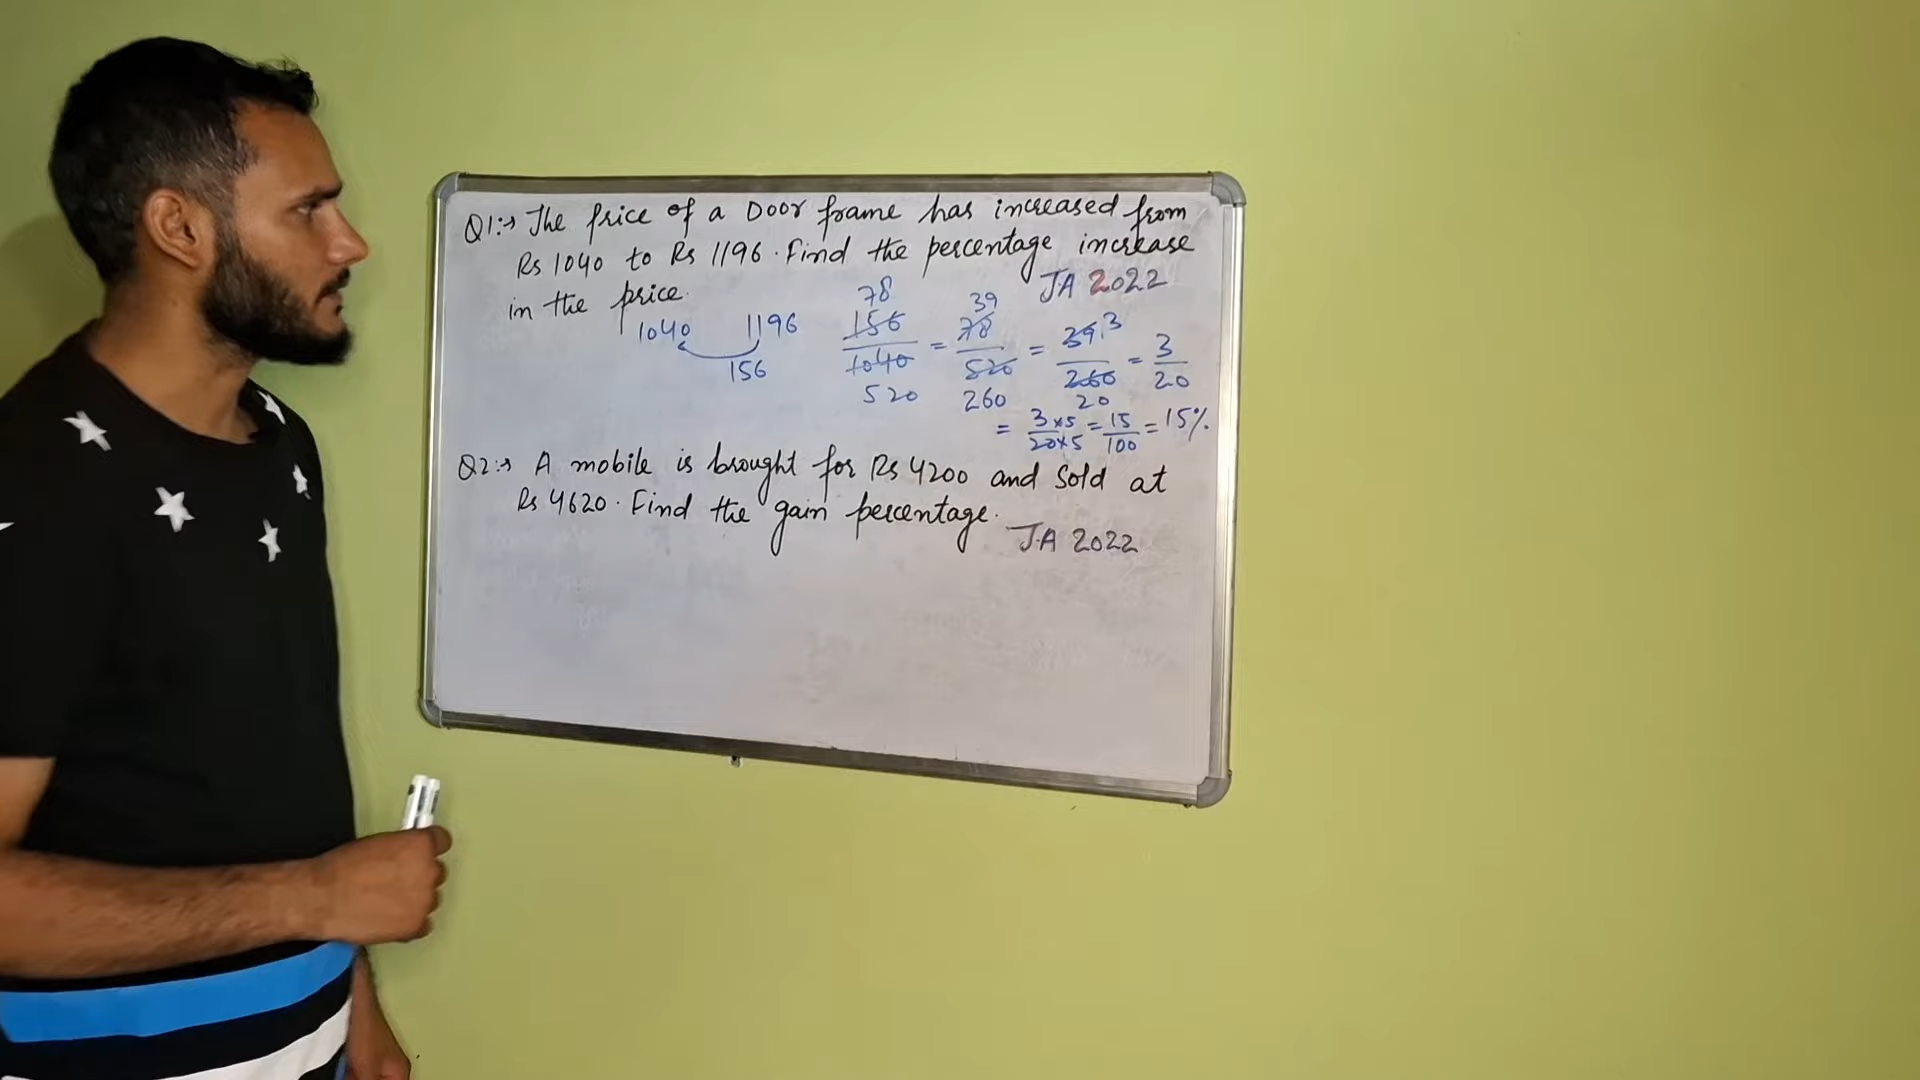 Q1:→ The price of a Door frame has increased from
Rs 1040 to Rs 1196. Find the percentage increase
in the price.
JA 2022
1040 1196
156
78
156/1040 = 78/520 = 39/260 = 3/20
39
3
520 260 20
= 3×5/20×5 = 15/100 = 15%
Q2:→ A mobile is brought for Rs 4200 and Sold at
Rs 4620. Find the gain percentage.
JA 2022